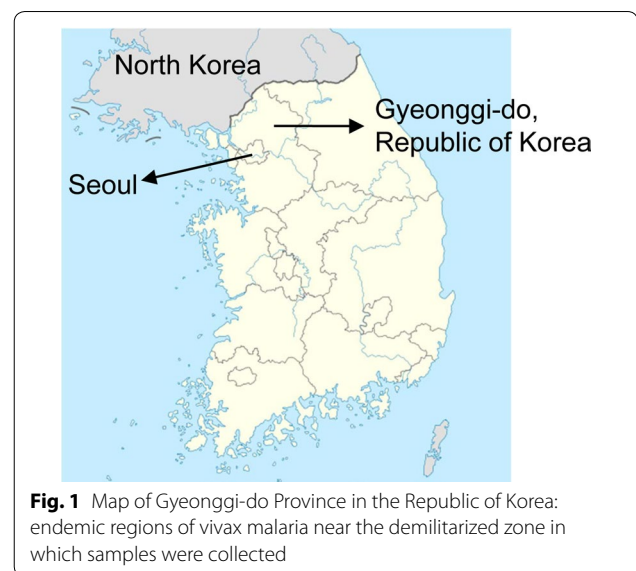 North Korea
Gyeonggi-do,
Republic of Korea
Seoul
Fig. 1 Map of Gyeonggi-do Province in the Republic of Korea:
endemic regions of vivax malaria near the demilitarized zone in
which samples were collected